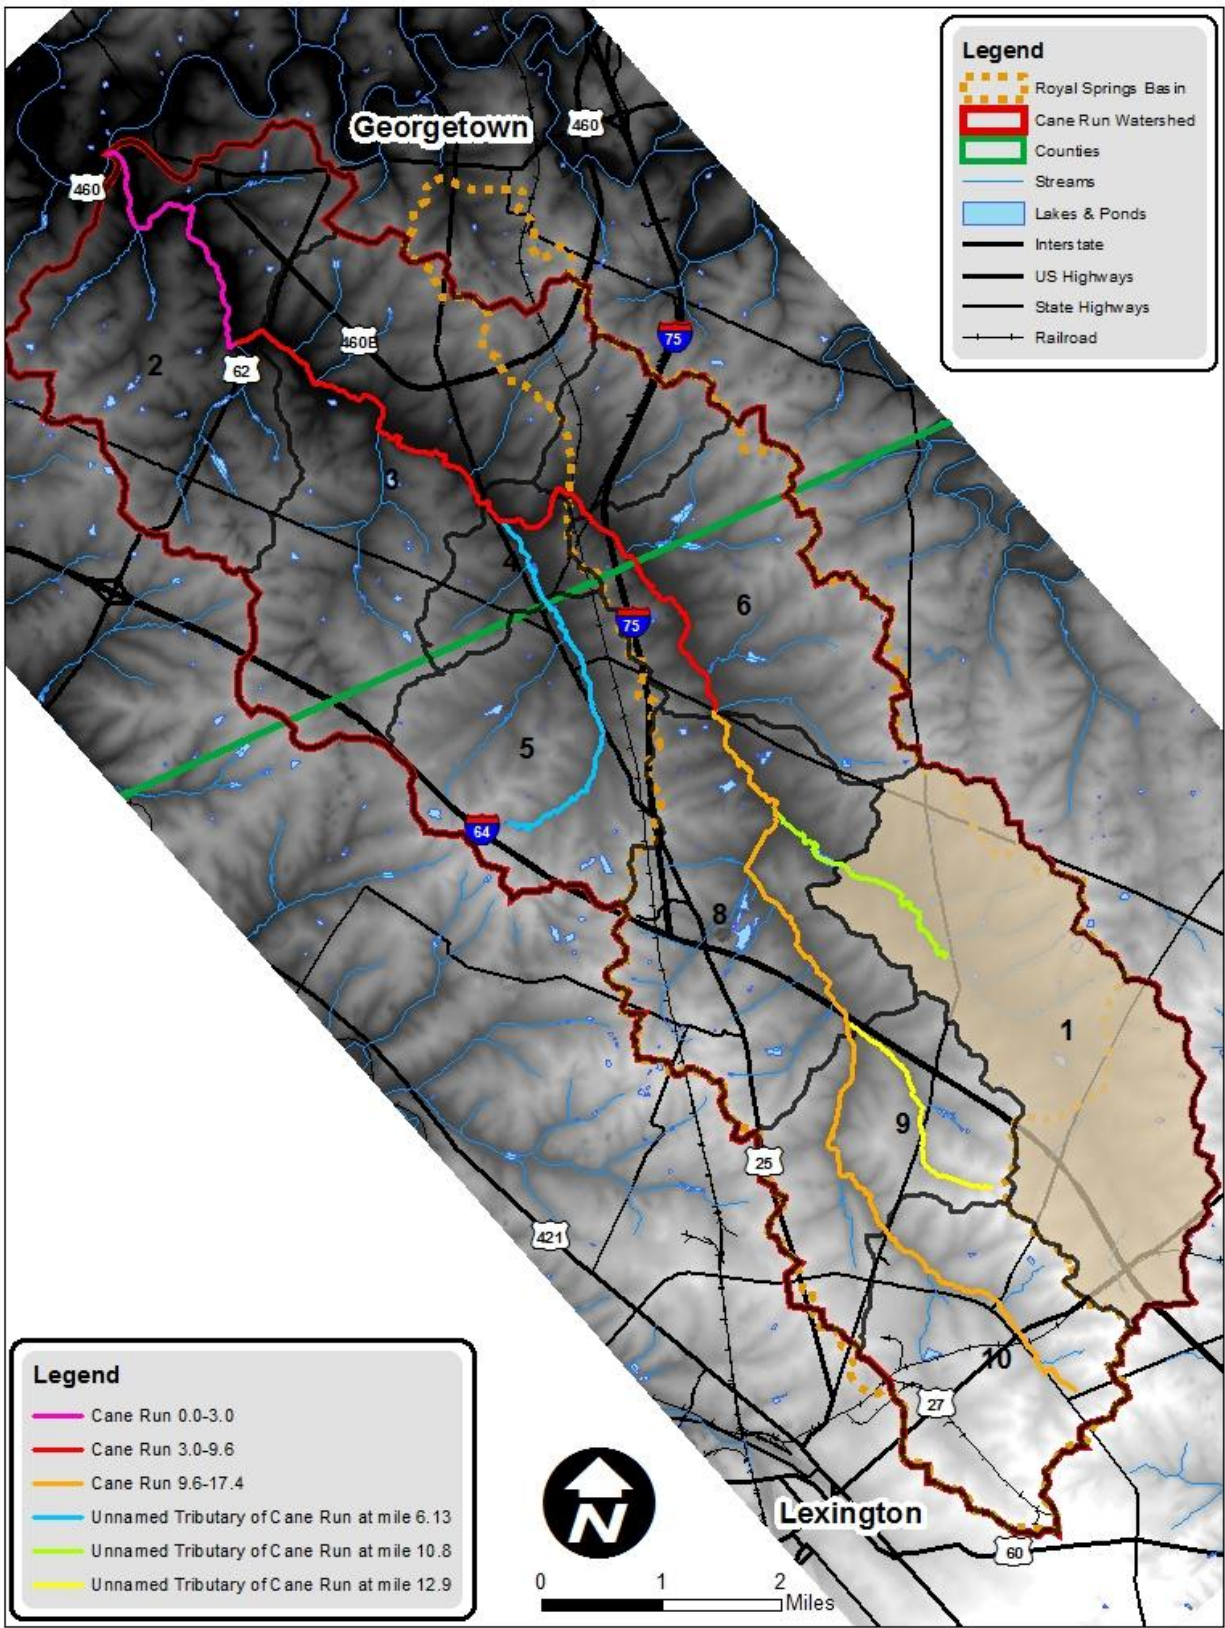 Legend
Royal Springs Basin
Cane Run Watershed
Counties
Streams
Lakes & Ponds
Interstate
US Highways
State Highways
Railroad
Georgetown
460
460
75
460B
2
62
3
4
6
75
5
64
8
1
9
25
421
10
27
Lexington
60
Legend
Cane Run 0.0-3.0
Cane Run 3.0-9.6
Cane Run 9.6-17.4
Unnamed Tributary of Cane Run at mile 6.13
Unnamed Tributary of Cane Run at mile 10.8
Unnamed Tributary of Cane Run at mile 12.9
N
0 1 2
Miles